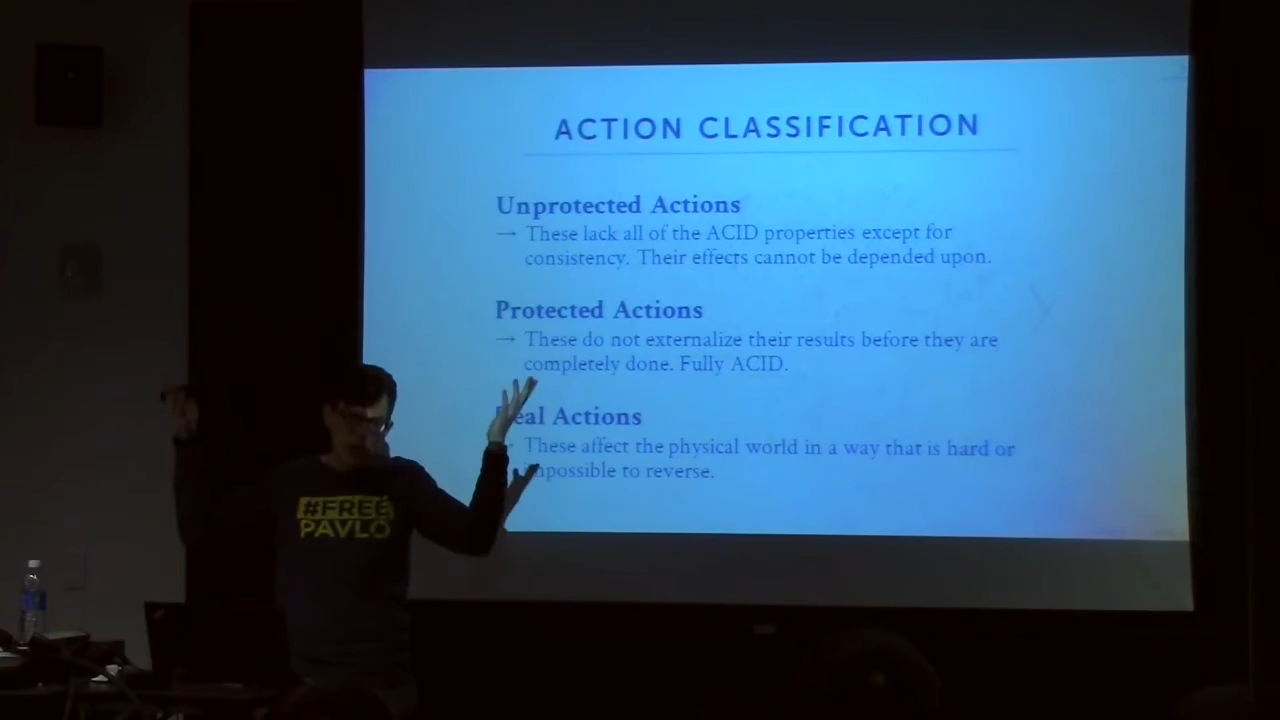 ACTION CLASSIFICATION
Unprotected Actions
→ These lack all of the ACID properties except for
consistency. Their effects cannot be depended upon.
Protected Actions
→ These do not externalize their results before they are
completely done. Fully ACID.
eal Actions
These affect the physical world in a way that is hard or
mpossible to reverse.
#FREE
PAVLO